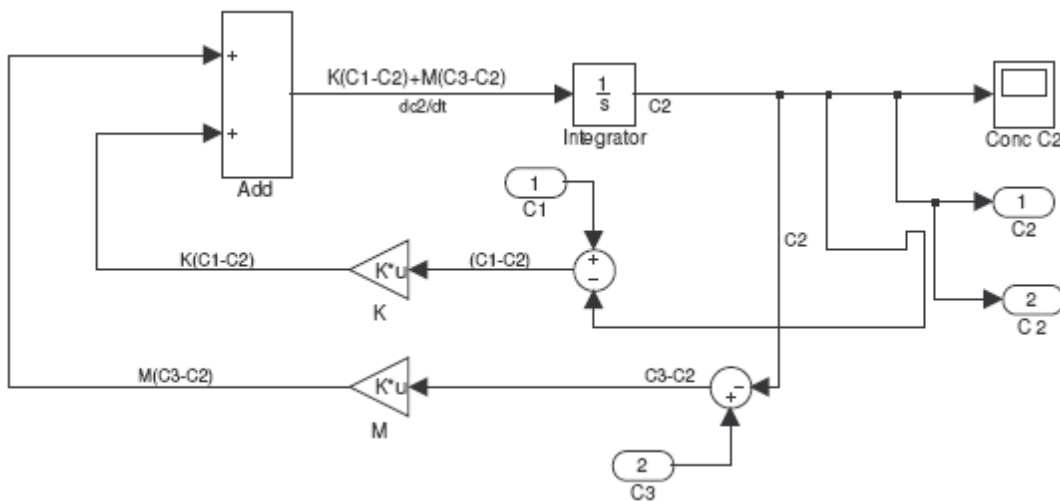 +
K(C1-C2)+M(C3-C2)
dc2/dt
1
s
Integrator
C2
Conc C2
+
Add
1
C1
1
C2
C2
+
−
(C1-C2)
K*u
K
K(C1-C2)
2
C 2
M(C3-C2)
K*u
M
C3-C2
−
+
2
C3